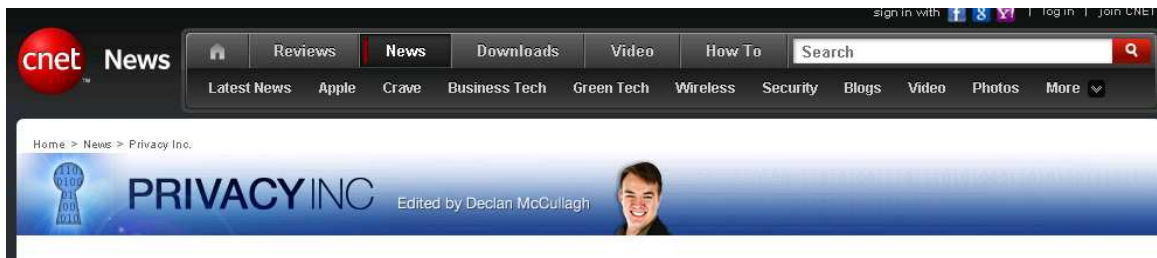 sign in with f 8 Y! | log in | join CNET
cnet News
Reviews News Downloads Video How To Search
Latest News Apple Crave Business Tech Green Tech Wireless Security Blogs Video Photos More
Home > News > Privacy Inc.
PRIVACYINC Edited by Declan McCullagh